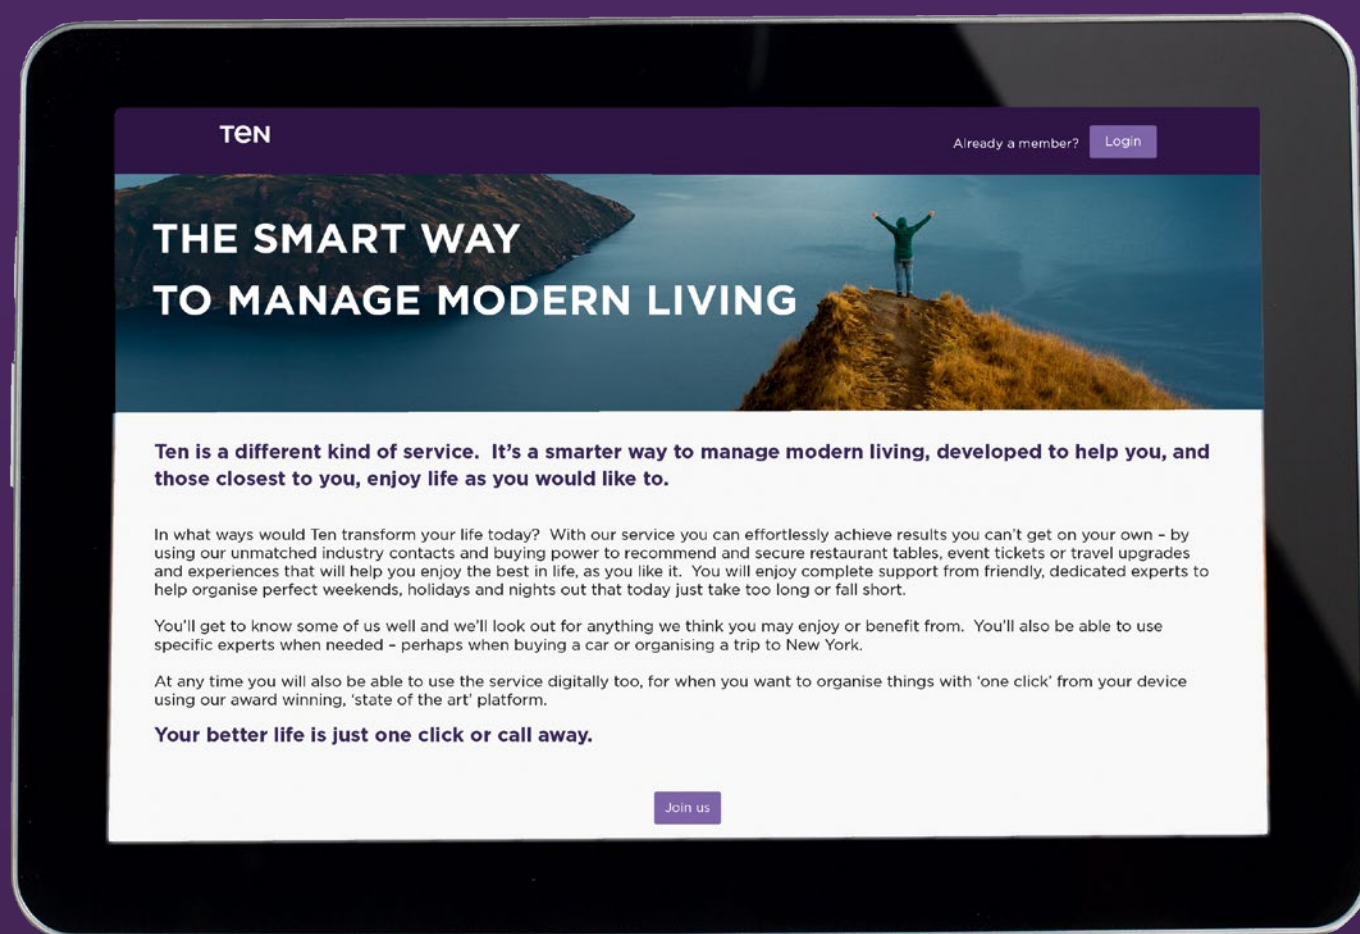 TEN
Already a member?
Login
THE SMART WAY
TO MANAGE MODERN LIVING
Ten is a different kind of service.  It's a smarter way to manage modern living, developed to help you, and
those closest to you, enjoy life as you would like to.
In what ways would Ten transform your life today?  With our service you can effortlessly achieve results you can't get on your own – by
using our unmatched industry contacts and buying power to recommend and secure restaurant tables, event tickets or travel upgrades
and experiences that will help you enjoy the best in life, as you like it.  You will enjoy complete support from friendly, dedicated experts to
help organise perfect weekends, holidays and nights out that today just take too long or fall short.
You'll get to know some of us well and we'll look out for anything we think you may enjoy or benefit from.  You'll also be able to use
specific experts when needed – perhaps when buying a car or organising a trip to New York.
At any time you will also be able to use the service digitally too, for when you want to organise things with 'one click' from your device
using our award winning, 'state of the art' platform.
Your better life is just one click or call away.
Join us